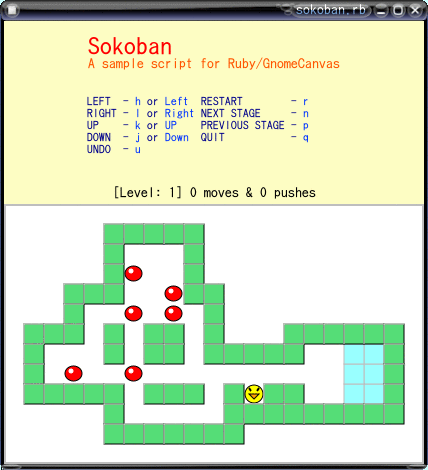 sokoban.rb
Sokoban
A sample script for Ruby/GnomeCanvas
LEFT - h or Left RESTART - r
RIGHT - l or Right NEXT STAGE - n
UP - k or UP PREVIOUS STAGE - p
DOWN - j or Down QUIT - q
UNDO - u
[Level: 1] 0 moves & 0 pushes